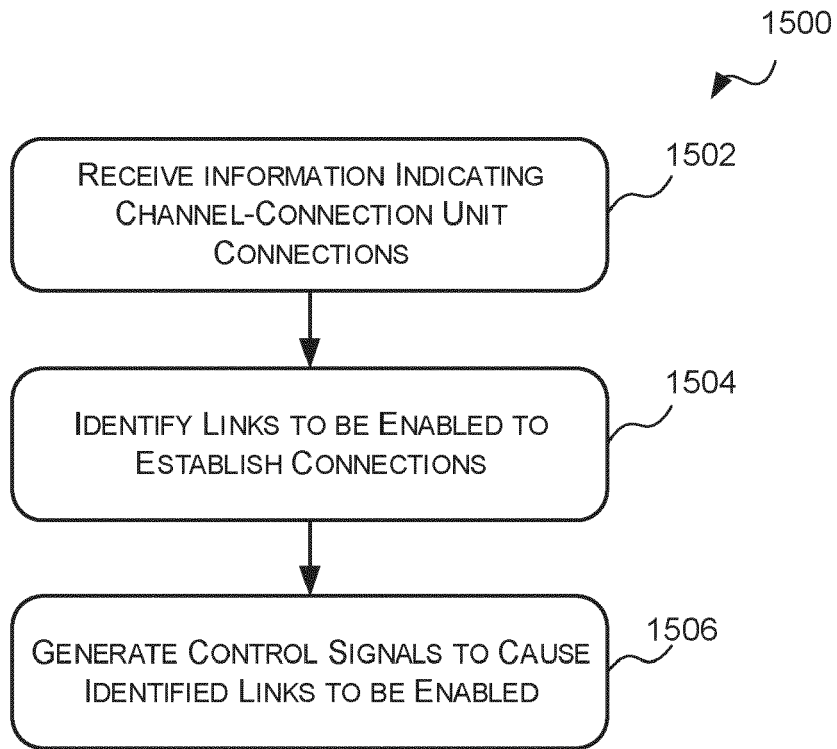 1500
1502
RECEIVE INFORMATION INDICATING
CHANNEL-CONNECTION UNIT
CONNECTIONS
1504
IDENTIFY LINKS TO BE ENABLED TO
ESTABLISH CONNECTIONS
1506
GENERATE CONTROL SIGNALS TO CAUSE
IDENTIFIED LINKS TO BE ENABLED